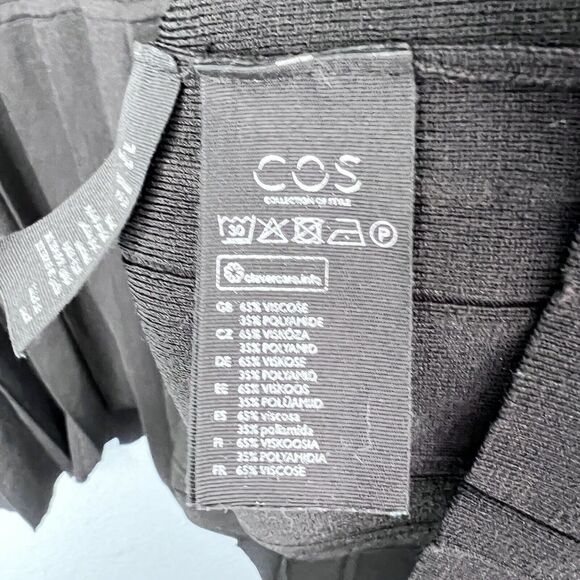 COS
COLLECTION OF STYLE
30
P
clevercare.info
GB 65% VISCOSE
35% POLYAMIDE
CZ 65% VISKÓZA
35% POLYAMID
DE 65% VISKOSE
35% POLYAMID
EE 65% VISKOOS
35% POLÜAMIID
ES 65% viscosa
35% poliamida
FI 65% VISKOOSIA
35% POLYAMIDIA
FR 65% VISCOSE